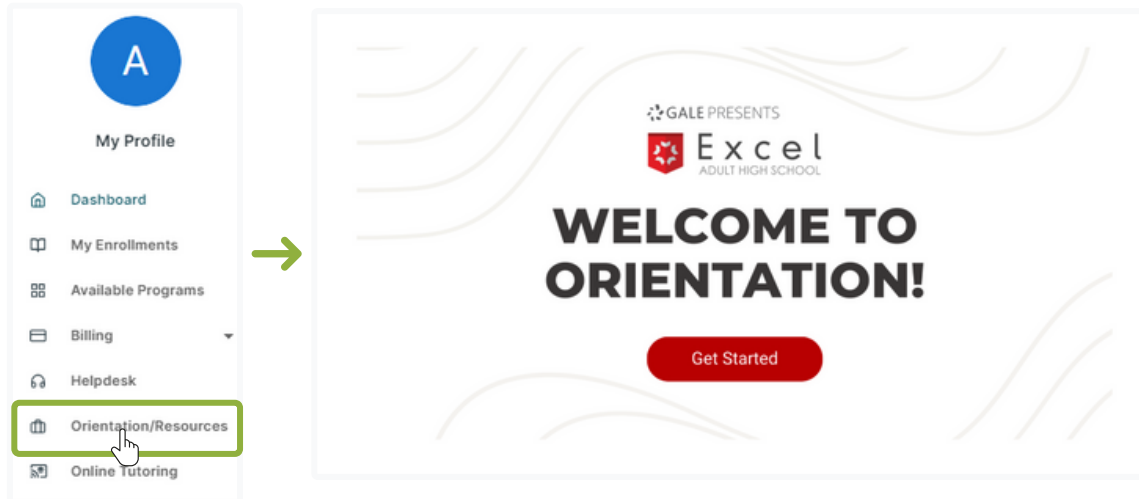 A
My Profile
Dashboard
My Enrollments
Available Programs
Billing
Helpdesk
Orientation/Resources
Online Tutoring
GALE PRESENTS
Excel
ADULT HIGH SCHOOL
WELCOME TO
ORIENTATION!
Get Started